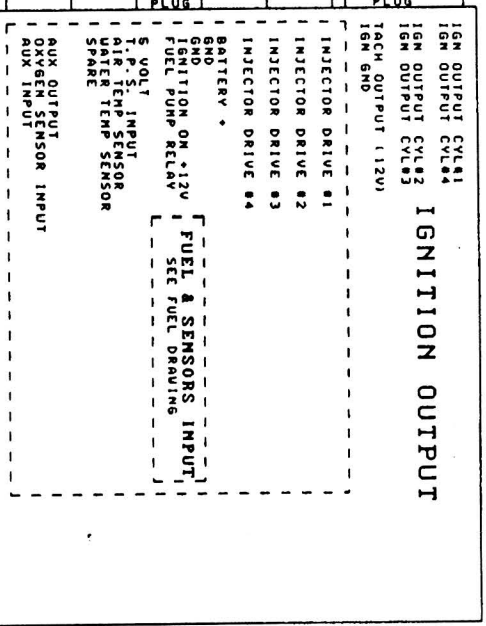 PLUG
PLUG
IGN OUTPUT CYL#1
IGN OUTPUT CYL#4
IGN OUTPUT CYL#2
IGN OUTPUT CYL#3
TACH OUTPUT (12V)
IGN GND
IGNITION OUTPUT
INJECTOR DRIVE #1
INJECTOR DRIVE #2
INJECTOR DRIVE #3
INJECTOR DRIVE #4
BATTERY +
GND
GND
IGNITION ON +12V
FUEL PUMP RELAY
FUEL & SENSORS INPUT
SEE FUEL DRAWING
5 VOLT
T.P.S. INPUT
AIR TEMP SENSOR
WATER TEMP SENSOR
SPARE
AUX OUTPUT
OXYGEN SENSOR INPUT
AUX INPUT